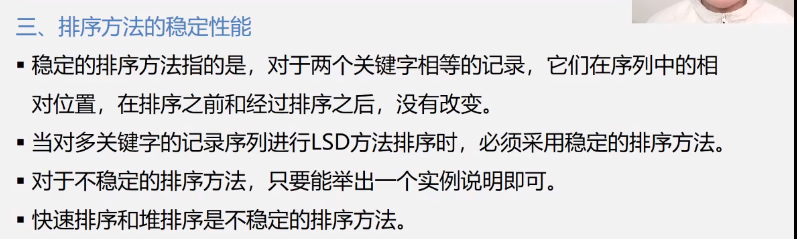 三、排序方法的稳定性能
▪ 稳定的排序方法指的是，对于两个关键字相等的记录，它们在序列中的相
对位置，在排序之前和经过排序之后，没有改变。
▪ 当对多关键字的记录序列进行LSD方法排序时，必须采用稳定的排序方法。
▪ 对于不稳定的排序方法，只要能举出一个实例说明即可。
▪ 快速排序和堆排序是不稳定的排序方法。